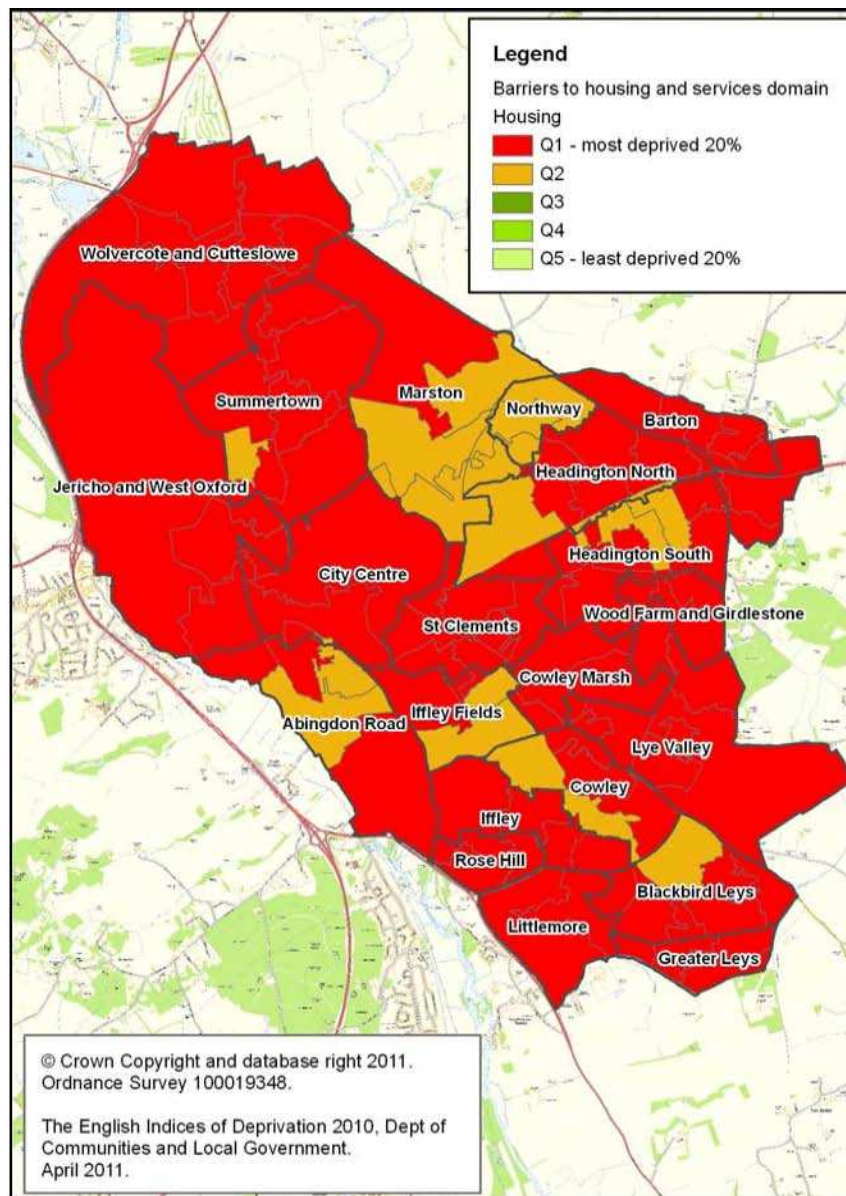 Legend
Barriers to housing and services domain
Housing
Q1 - most deprived 20%
Q2
Q3
Q4
Q5 - least deprived 20%
Wolvercote and Cutteslowe
Summertown
Marston
Northway
Barton
Headington North
Jericho and West Oxford
Headington South
City Centre
St Clements
Wood Farm and Girdlestone
Cowley Marsh
Iffley Fields
Abingdon Road
Lye Valley
Cowley
Iffley
Rose Hill
Blackbird Leys
Littlemore
Greater Leys
© Crown Copyright and database right 2011.
Ordnance Survey 100019348.
The English Indices of Deprivation 2010, Dept of
Communities and Local Government.
April 2011.